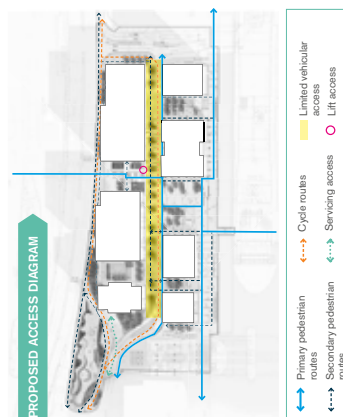 PROPOSED ACCESS DIAGRAM
Primary pedestrian
routes
Secondary pedestrian
routes
Cycle routes
Servicing access
Limited vehicular
access
Lift access